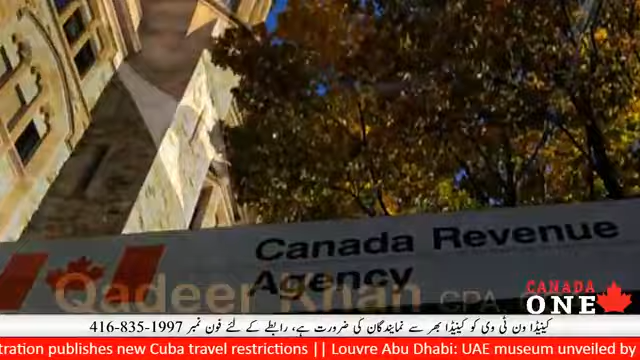 Canada Revenue
Agency
Qadeer Khan CPA
CANADA
ONE
کینیڈا ون ٹی وی کو کینیڈا بھر سے نمایندگان کی ضرورت ہے، رابطے کے لئے فون نمبر 1997-835-416
tration publishes new Cuba travel restrictions || Louvre Abu Dhabi: UAE museum unveiled by